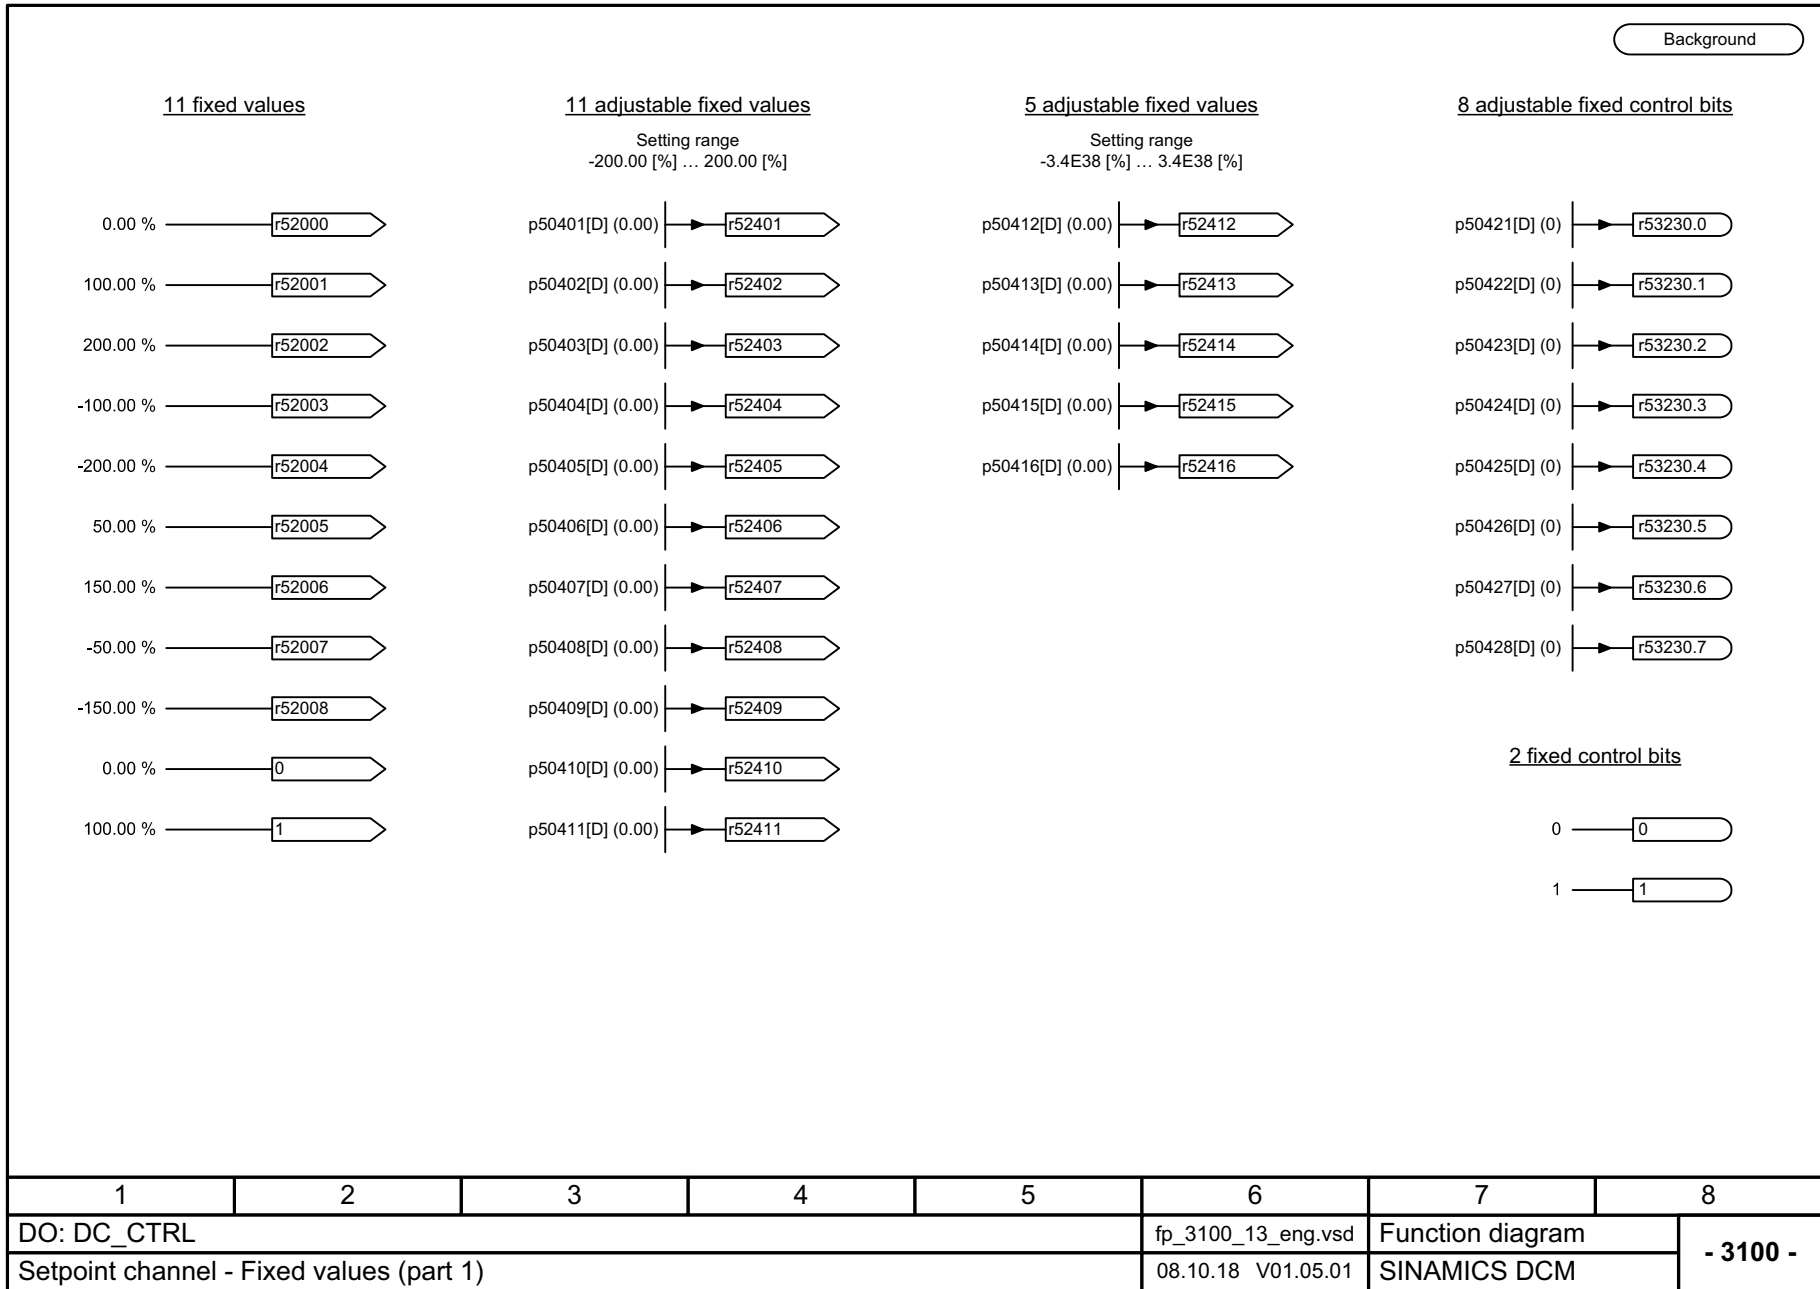 Background
11 fixed values
11 adjustable fixed values
5 adjustable fixed values
8 adjustable fixed control bits
Setting range
-200.00 [%] … 200.00 [%]
Setting range
-3.4E38 [%] … 3.4E38 [%]
0.00 % r52000 p50401[D] (0.00) r52401 p50412[D] (0.00) r52412 p50421[D] (0) r53230.0
100.00 % r52001 p50402[D] (0.00) r52402 p50413[D] (0.00) r52413 p50422[D] (0) r53230.1
200.00 % r52002 p50403[D] (0.00) r52403 p50414[D] (0.00) r52414 p50423[D] (0) r53230.2
-100.00 % r52003 p50404[D] (0.00) r52404 p50415[D] (0.00) r52415 p50424[D] (0) r53230.3
-200.00 % r52004 p50405[D] (0.00) r52405 p50416[D] (0.00) r52416 p50425[D] (0) r53230.4
50.00 % r52005 p50406[D] (0.00) r52406 p50426[D] (0) r53230.5
150.00 % r52006 p50407[D] (0.00) r52407 p50427[D] (0) r53230.6
-50.00 % r52007 p50408[D] (0.00) r52408 p50428[D] (0) r53230.7
-150.00 % r52008 p50409[D] (0.00) r52409
2 fixed control bits
0.00 % 0 p50410[D] (0.00) r52410
100.00 % 1 p50411[D] (0.00) r52411 0 0
1 1
1 2 3 4 5 6 7 8
DO: DC_CTRL fp_3100_13_eng.vsd Function diagram
- 3100 -
Setpoint channel - Fixed values (part 1) 08.10.18 V01.05.01 SINAMICS DCM